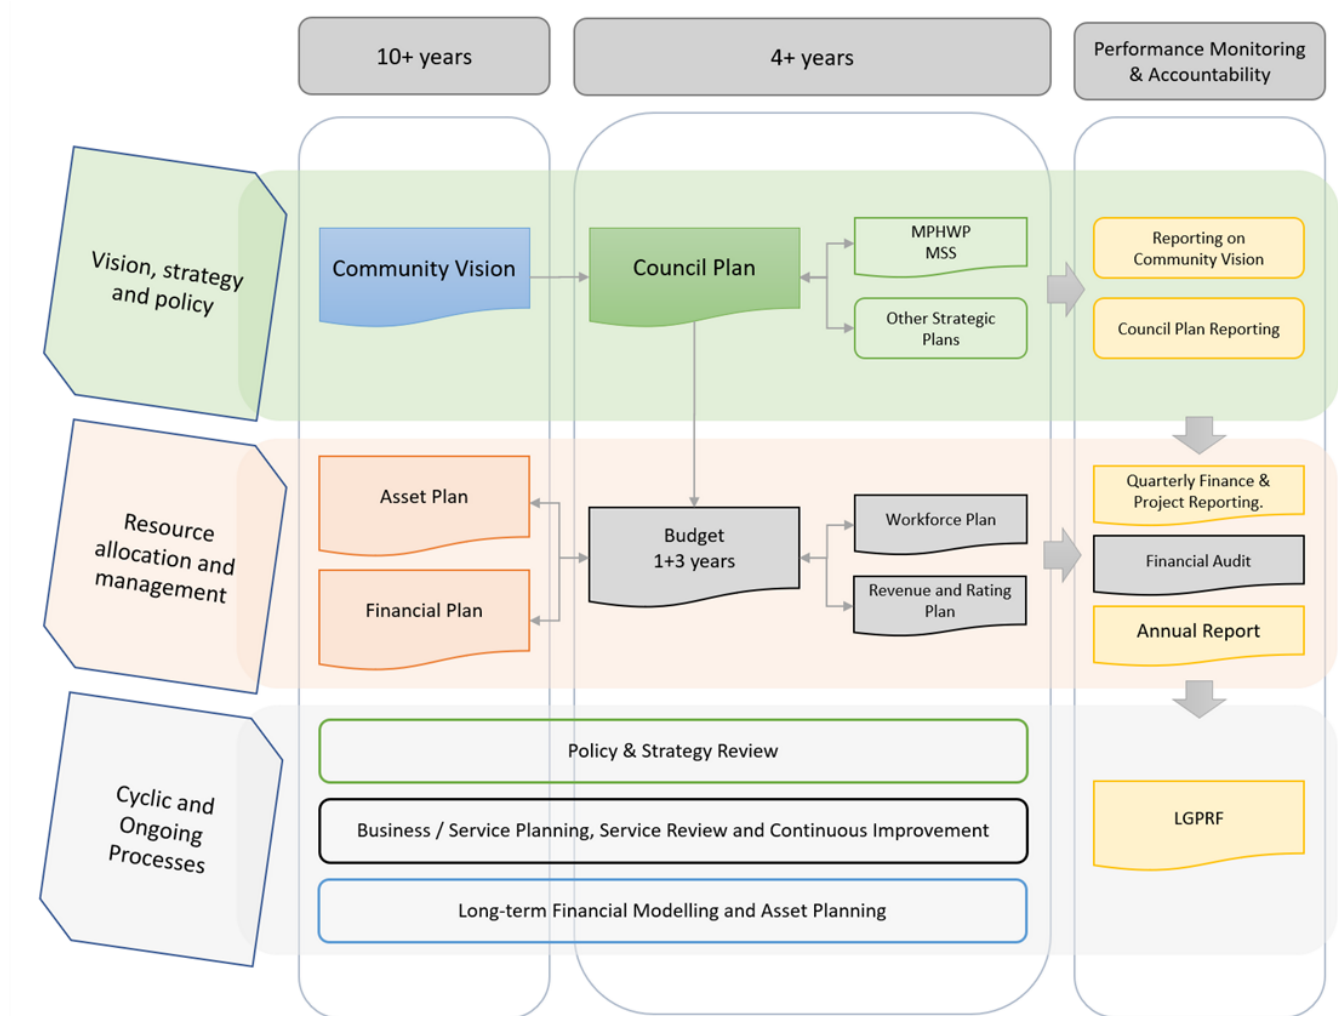 10+ years
4+ years
Performance Monitoring
& Accountability
Vision, strategy
and policy
Community Vision
Council Plan
MPHWP
MSS
Other Strategic
Plans
Reporting on
Community Vision
Council Plan Reporting
Resource
allocation and
management
Asset Plan
Financial Plan
Budget
1+3 years
Workforce Plan
Revenue and Rating
Plan
Quarterly Finance &
Project Reporting.
Financial Audit
Annual Report
Cyclic and
Ongoing
Processes
Policy & Strategy Review
Business / Service Planning, Service Review and Continuous Improvement
Long-term Financial Modelling and Asset Planning
LGPRF